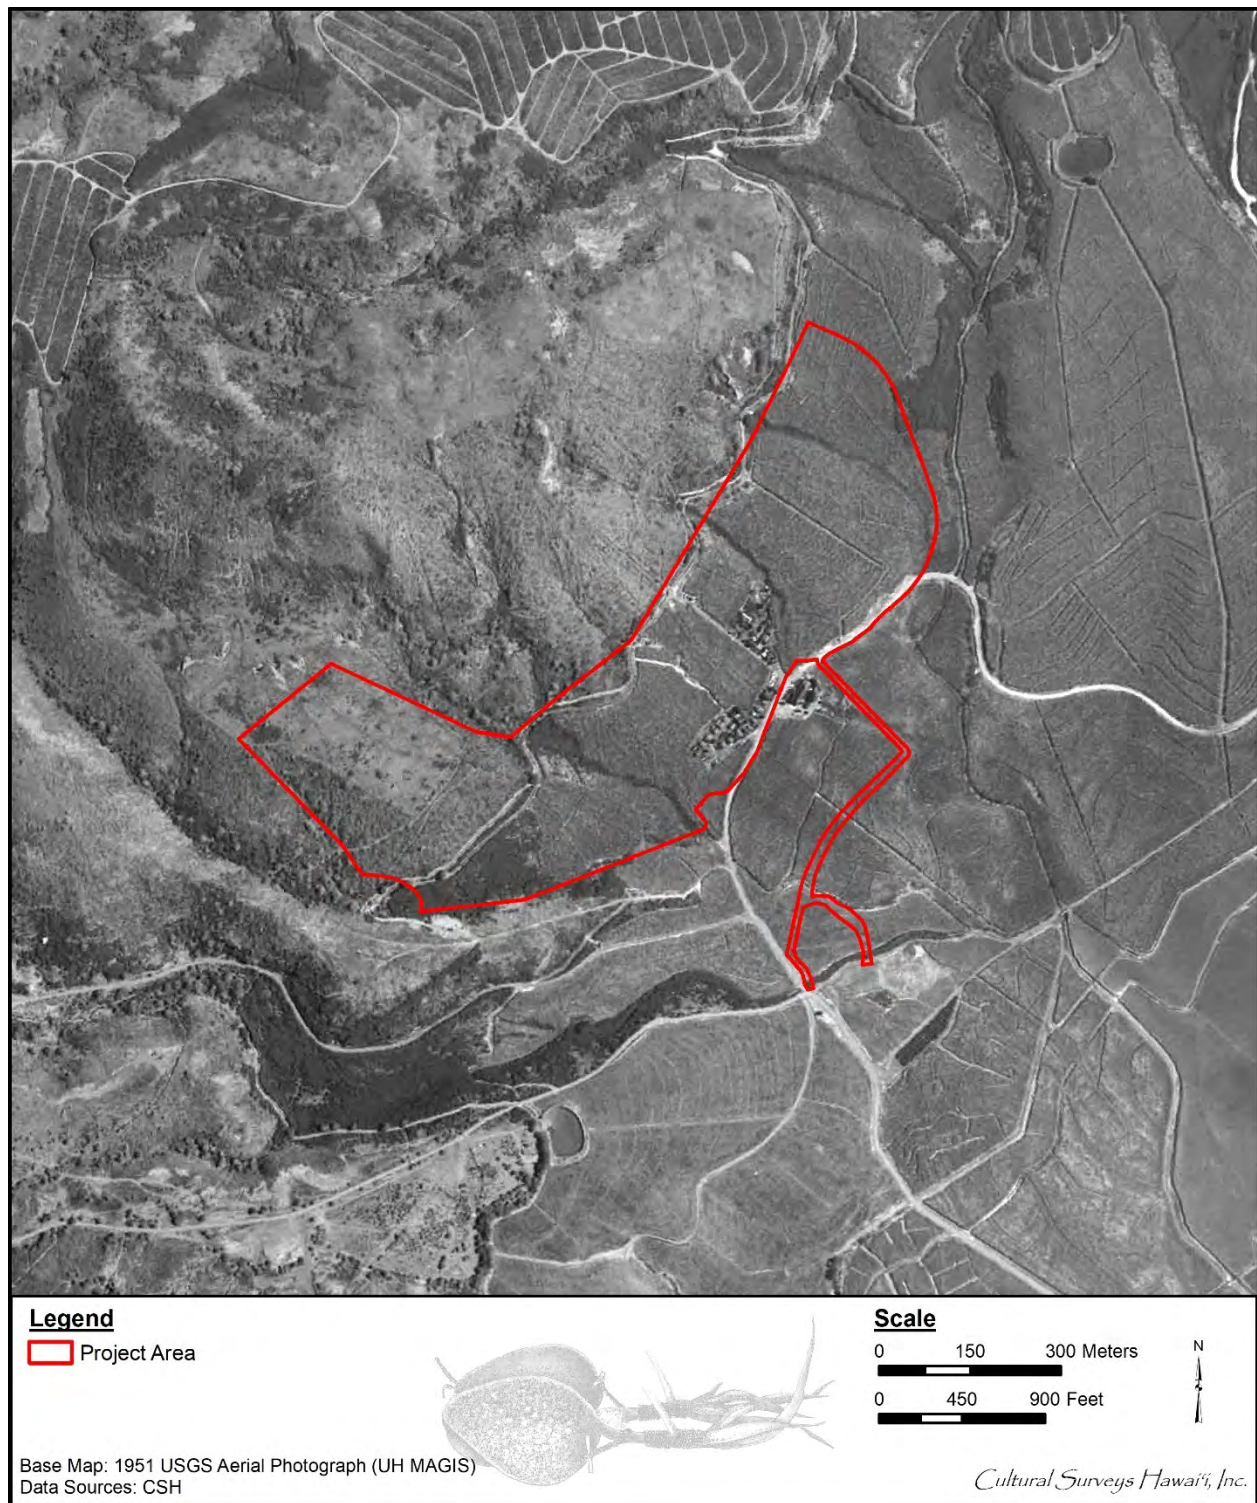 Legend
Project Area
Base Map: 1951 USGS Aerial Photograph (UH MAGIS)
Data Sources: CSH
Scale
0 150 300 Meters
0 450 900 Feet
N
Cultural Surveys Hawai‘i, Inc.